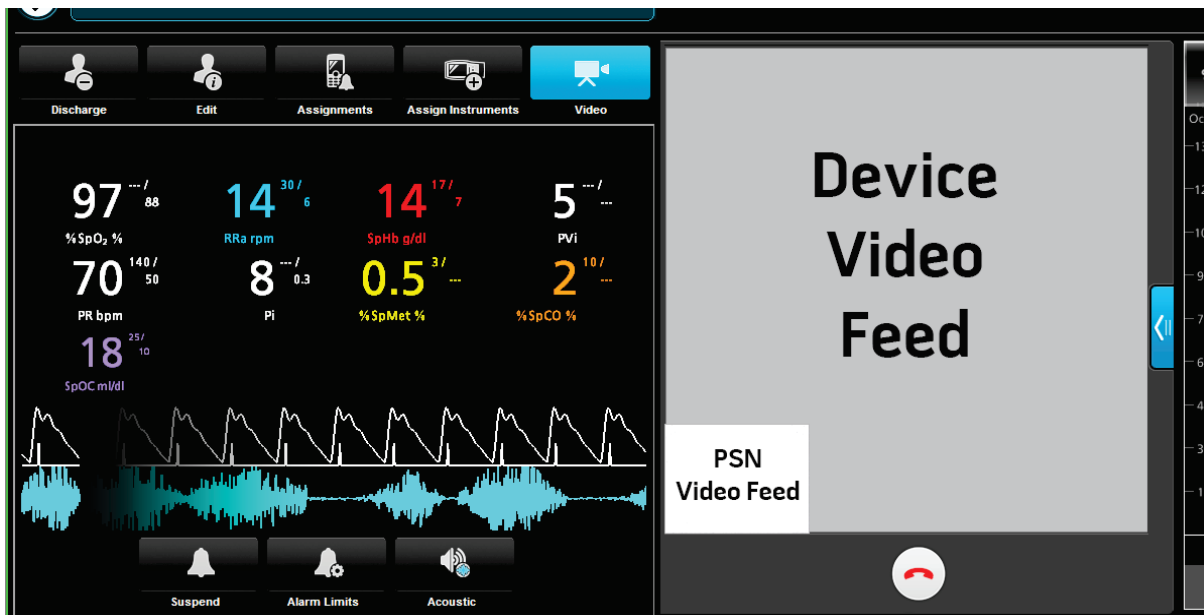 Discharge
Edit
Assignments
Assign Instruments
Video
97 ---/ 88
%SpO₂ %
14 30/ 6
RRa rpm
14 17/ 7
SpHb g/dl
5 ---/ ---
PVi
70 140/ 50
PR bpm
8 ---/ 0.3
Pi
0.5 3/ ---
%SpMet %
2 10/ ---
%SpCO %
18 25/ 10
SpOC ml/dl
Suspend
Alarm Limits
Acoustic
Device
Video
Feed
PSN
Video Feed